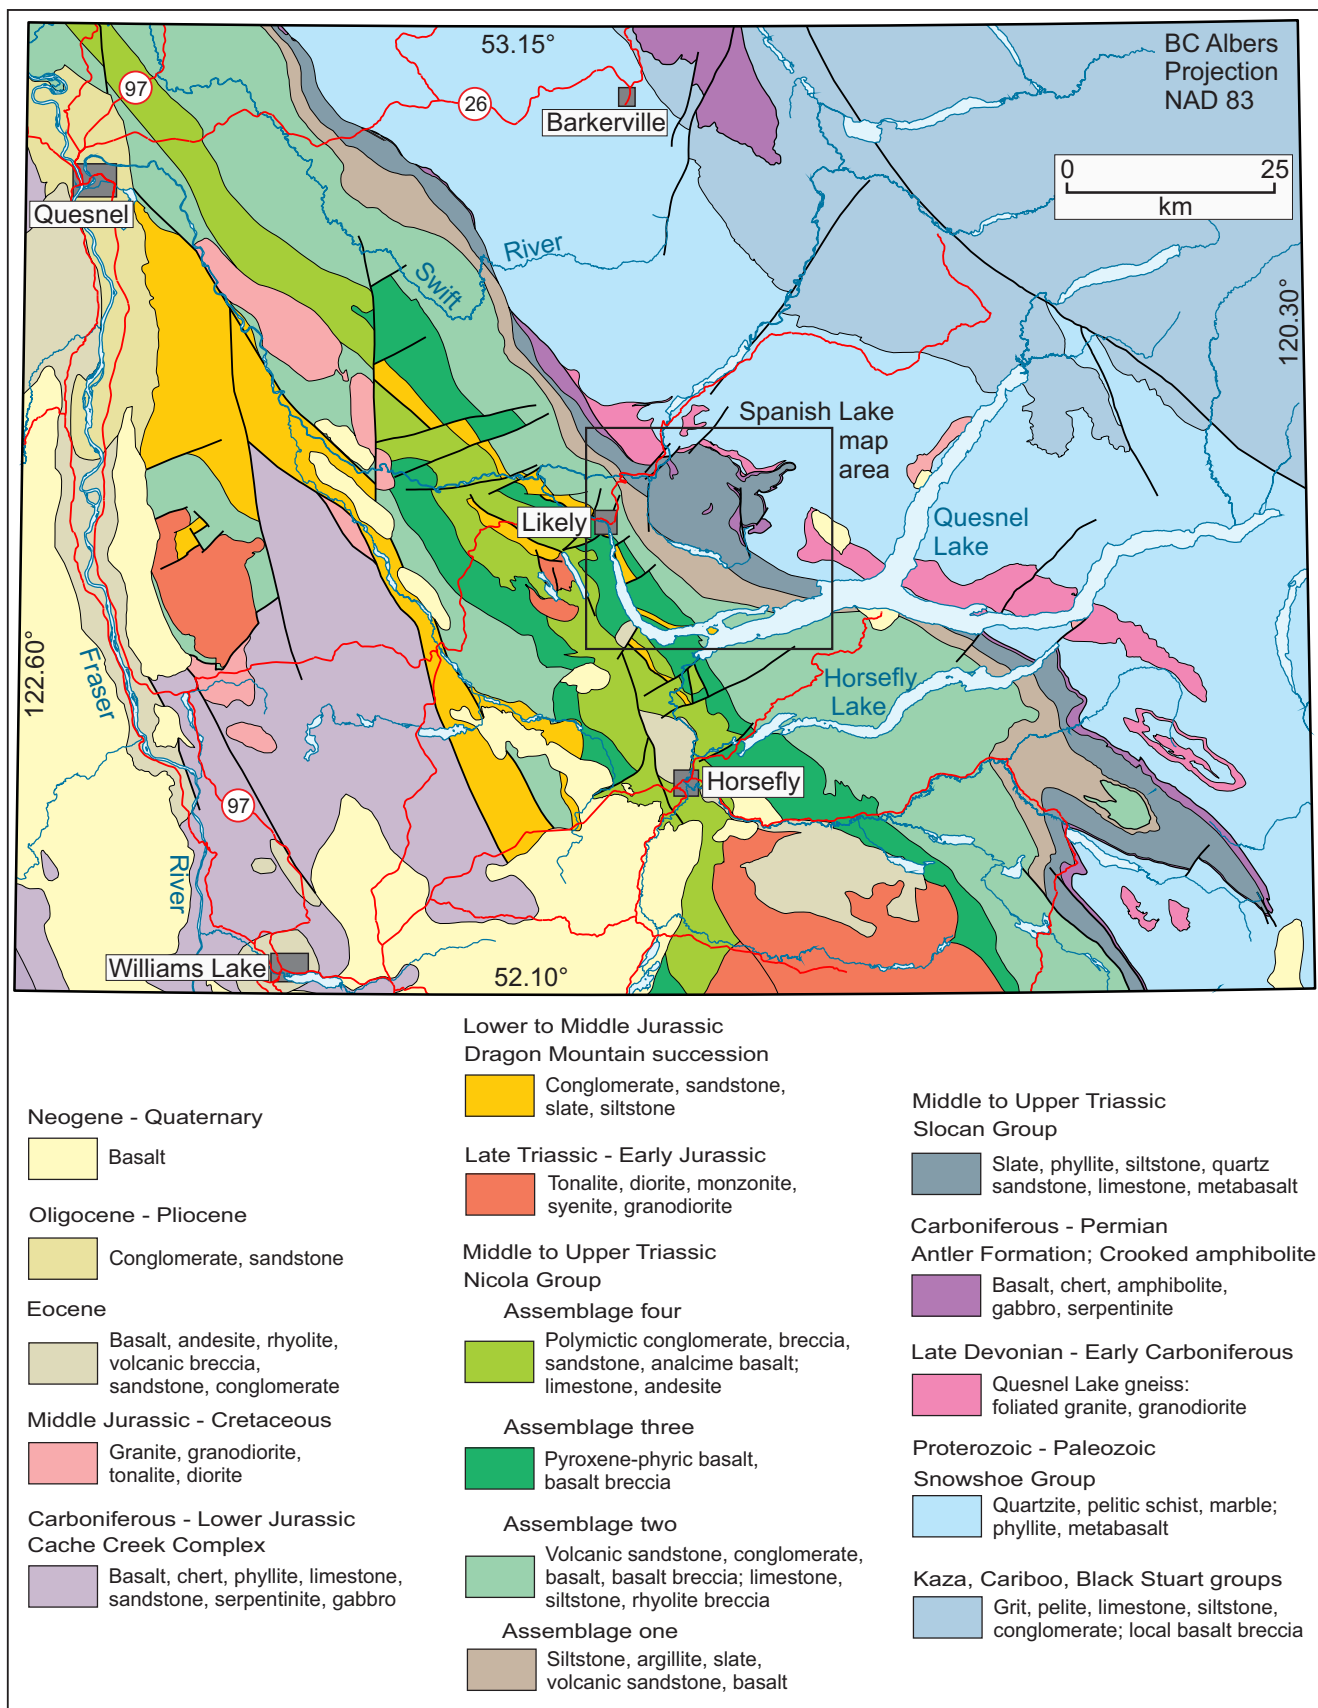 53.15°
BC Albers
Projection
NAD 83
97
26
Barkerville
0 25
km
Quesnel
River
Swift
120.30°
Spanish Lake
map
area
Likely
Quesnel
Lake
122.60°
Fraser
Horsefly
Lake
Horsefly
97
River
Williams Lake
52.10°
Neogene - Quaternary
Basalt
Oligocene - Pliocene
Conglomerate, sandstone
Eocene
Basalt, andesite, rhyolite,
volcanic breccia,
sandstone, conglomerate
Middle Jurassic - Cretaceous
Granite, granodiorite,
tonalite, diorite
Carboniferous - Lower Jurassic
Cache Creek Complex
Basalt, chert, phyllite, limestone,
sandstone, serpentinite, gabbro
Lower to Middle Jurassic
Dragon Mountain succession
Conglomerate, sandstone,
slate, siltstone
Late Triassic - Early Jurassic
Tonalite, diorite, monzonite,
syenite, granodiorite
Middle to Upper Triassic
Nicola Group
Assemblage four
Polymictic conglomerate, breccia,
sandstone, analcime basalt;
limestone, andesite
Assemblage three
Pyroxene-phyric basalt,
basalt breccia
Assemblage two
Volcanic sandstone, conglomerate,
basalt, basalt breccia; limestone,
siltstone, rhyolite breccia
Assemblage one
Siltstone, argillite, slate,
volcanic sandstone, basalt
Middle to Upper Triassic
Slocan Group
Slate, phyllite, siltstone, quartz
sandstone, limestone, metabasalt
Carboniferous - Permian
Antler Formation; Crooked amphibolite
Basalt, chert, amphibolite,
gabbro, serpentinite
Late Devonian - Early Carboniferous
Quesnel Lake gneiss:
foliated granite, granodiorite
Proterozoic - Paleozoic
Snowshoe Group
Quartzite, pelitic schist, marble;
phyllite, metabasalt
Kaza, Cariboo, Black Stuart groups
Grit, pelite, limestone, siltstone,
conglomerate; local basalt breccia